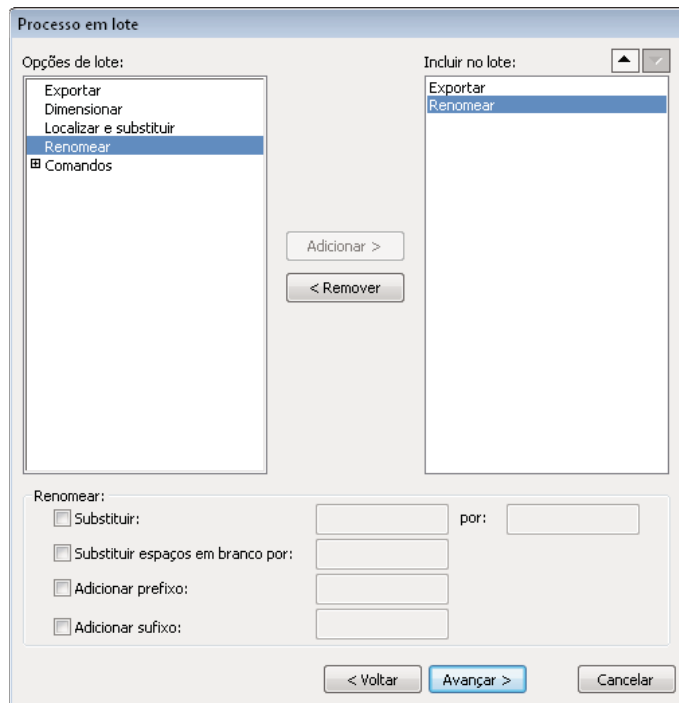 Processo em lote
Opções de lote:
Exportar
Dimensionar
Localizar e substituir
Renomear
Comandos
Adicionar >
< Remover
Incluir no lote:
Exportar
Renomear
Renomear:
Substituir:
por:
Substituir espaços em branco por:
Adicionar prefixo:
Adicionar sufixo:
< Voltar
Avançar >
Cancelar